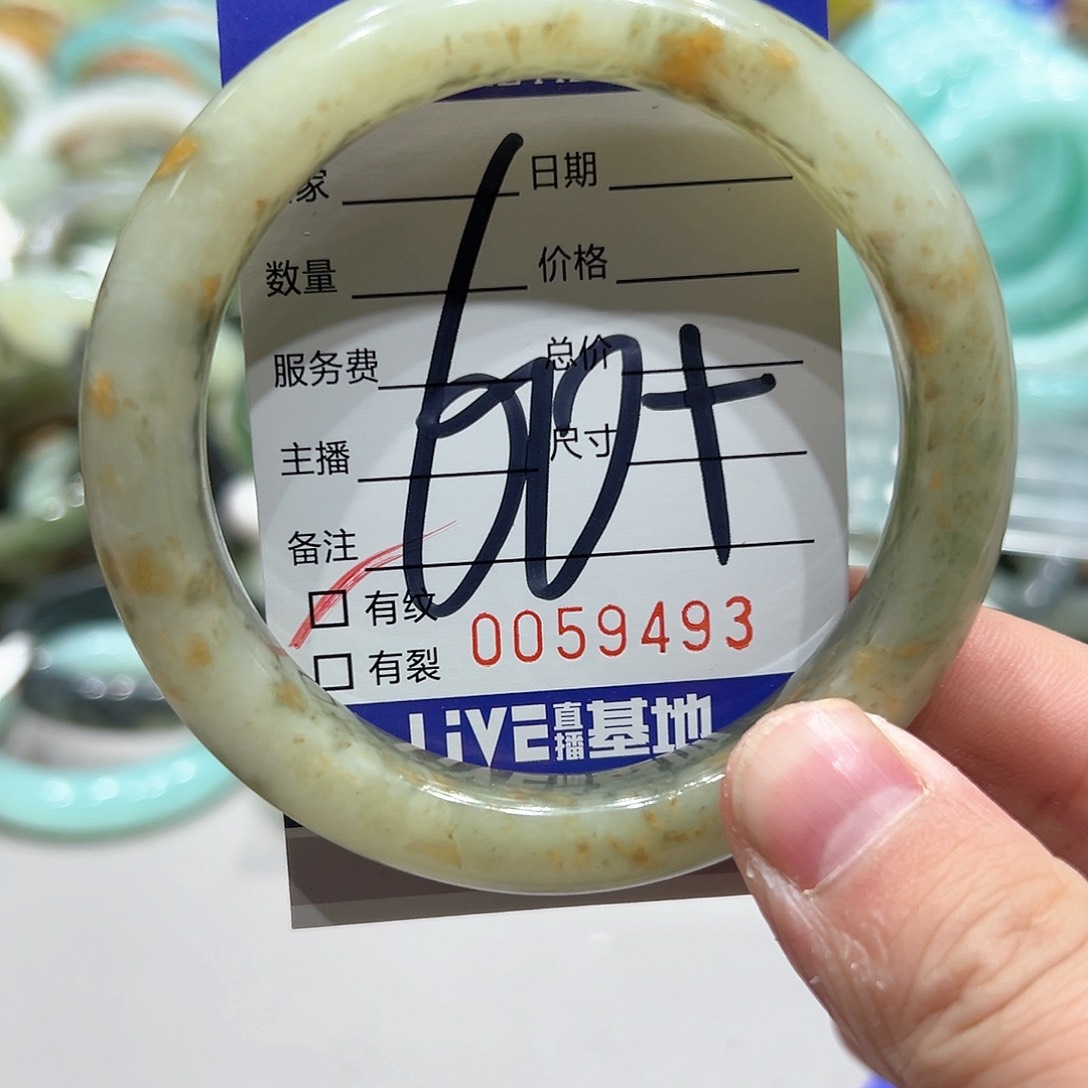 家 日期
数量 价格
服务费 总价
60+
主播 尺寸
备注
有纹
0059493
有裂
LiVE直播基地